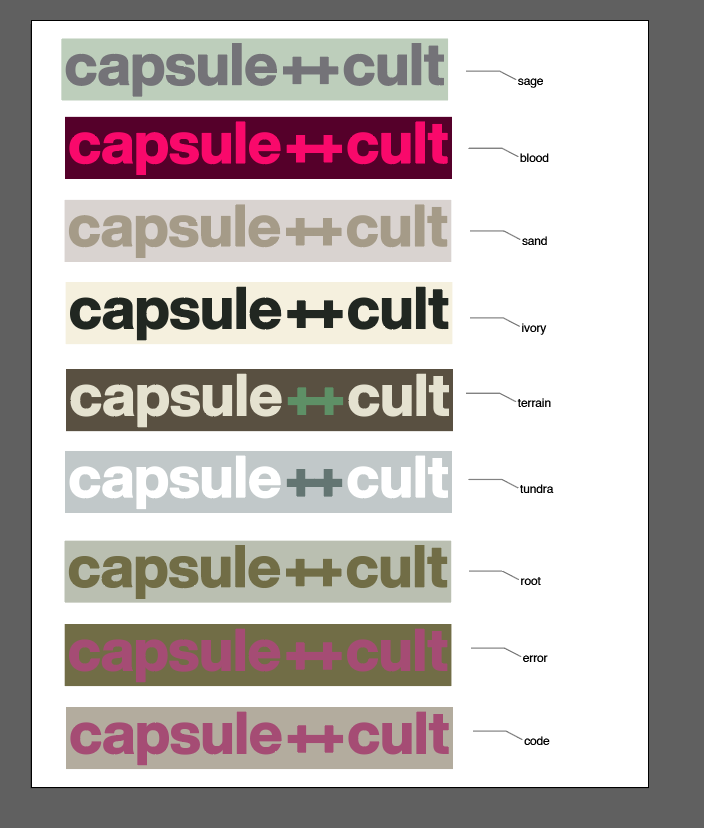 capsule++cult sage
capsule++cult blood
capsule++cult sand
capsule++cult ivory
capsule++cult terrain
capsule++cult tundra
capsule++cult root
capsule++cult error
capsule++cult code